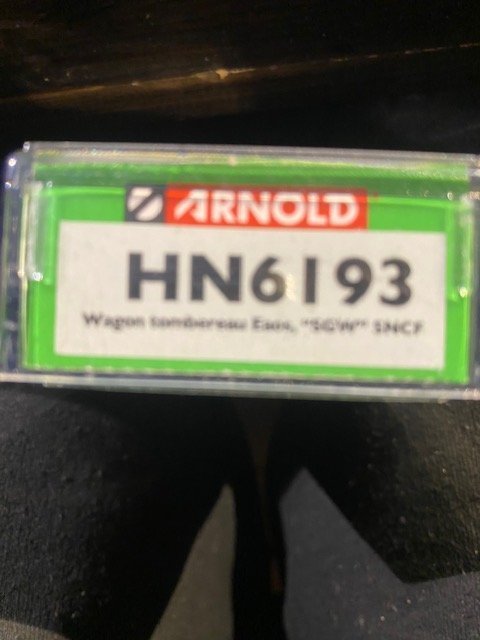 ARNOLD
HN6193
Wagon tombereau Eaos, "SGW" SNCF